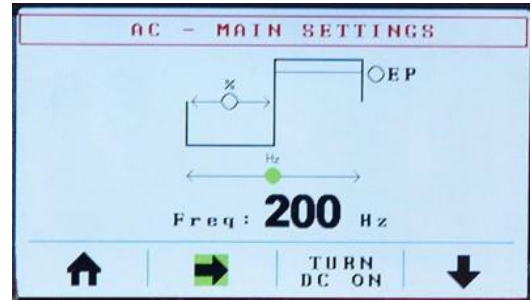 AC - MAIN SETTINGS
%
EP
Hz
Freq: 200 Hz
TURN
DC ON